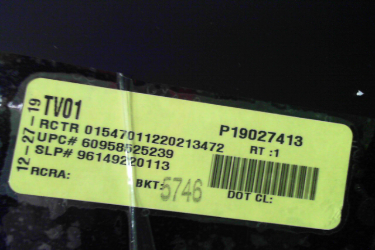 12-27-19
TV01
P19027413
RCTR 01547011220213472
RT :1
UPC# 60958525239
SLP# 96149220113
RCRA:
BKT: 5746
DOT CL: